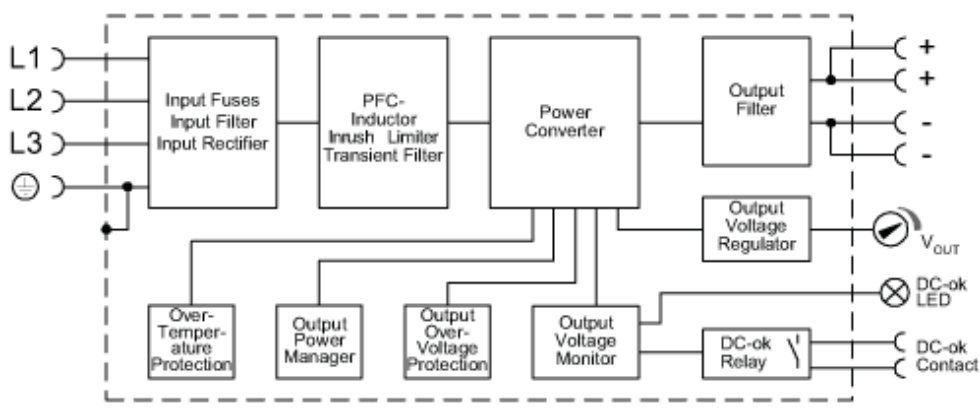 L1
L2
L3
Input Fuses
Input Filter
Input Rectifier
PFC-
Inductor
Inrush Limiter
Transient Filter
Power
Converter
Output
Filter
+
+
-
-
Output
Voltage
Regulator
VOUT
Over-
Temper-
ature
Protection
Output
Power
Manager
Output
Over-
Voltage
Protection
Output
Voltage
Monitor
DC-ok
LED
DC-ok
Relay
DC-ok
Contact